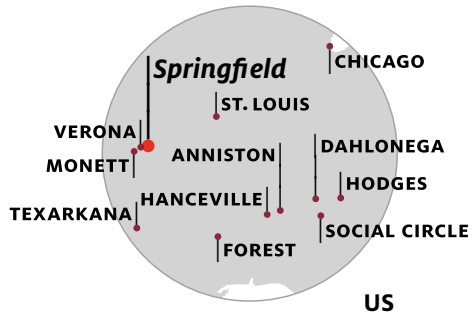 CHICAGO
Springfield
ST. LOUIS
VERONA
DAHLONEGA
ANNISTON
MONETT
HODGES
HANCEVILLE
TEXARKANA
SOCIAL CIRCLE
FOREST
US